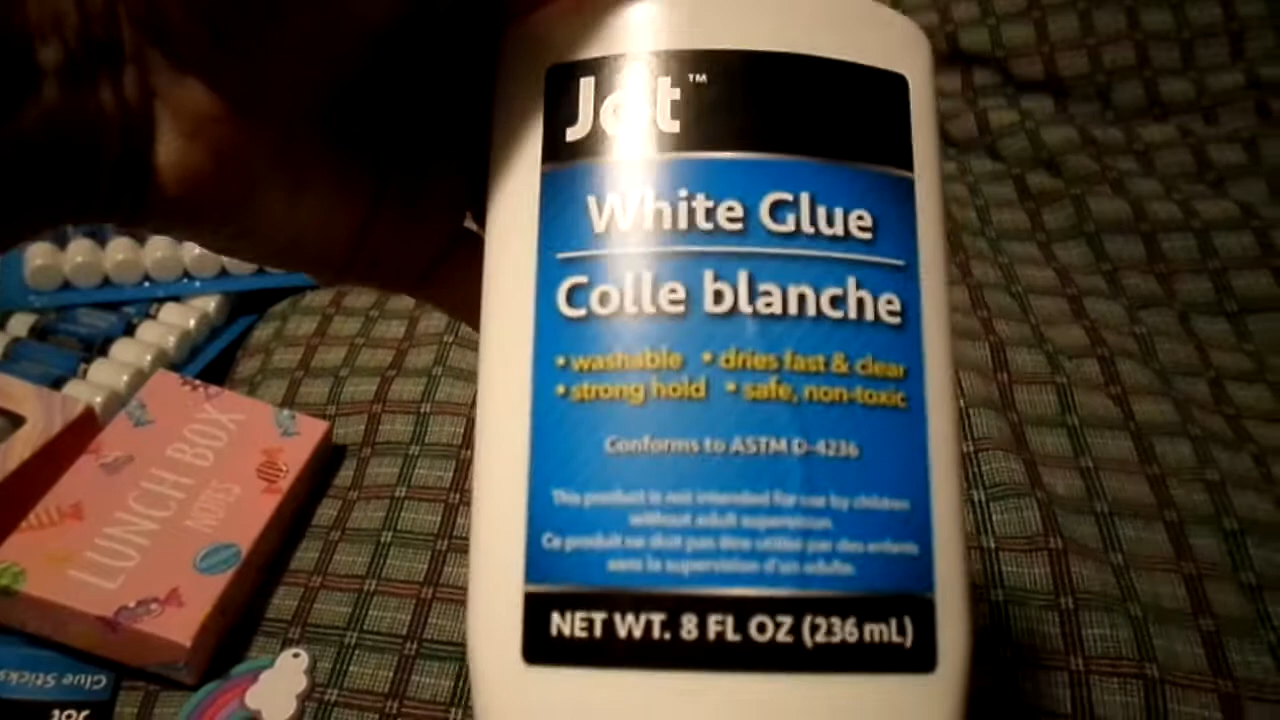 Jot™
White Glue
Colle blanche
• washable • dries fast & clear
• strong hold • safe, non-toxic
Conforms to ASTM D-4236
This product is not intended for use by children
without adult supervision.
Ce produit ne doit pas être utilisé par des enfants
sans la supervision d'un adulte.
NET WT. 8 FL OZ (236 mL)
LUNCH BOX
NOTES
Glue Sticks
Jot